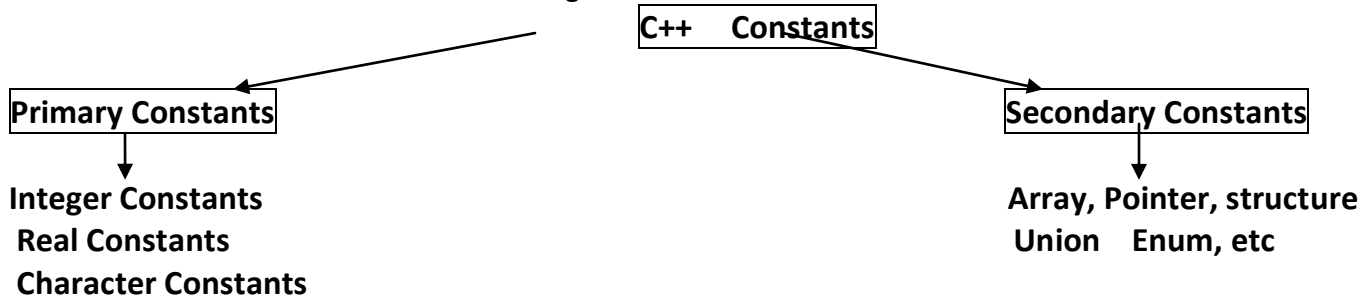 C++ Constants
Primary Constants
Secondary Constants
Integer Constants
Real Constants
Character Constants
Array, Pointer, structure
Union Enum, etc